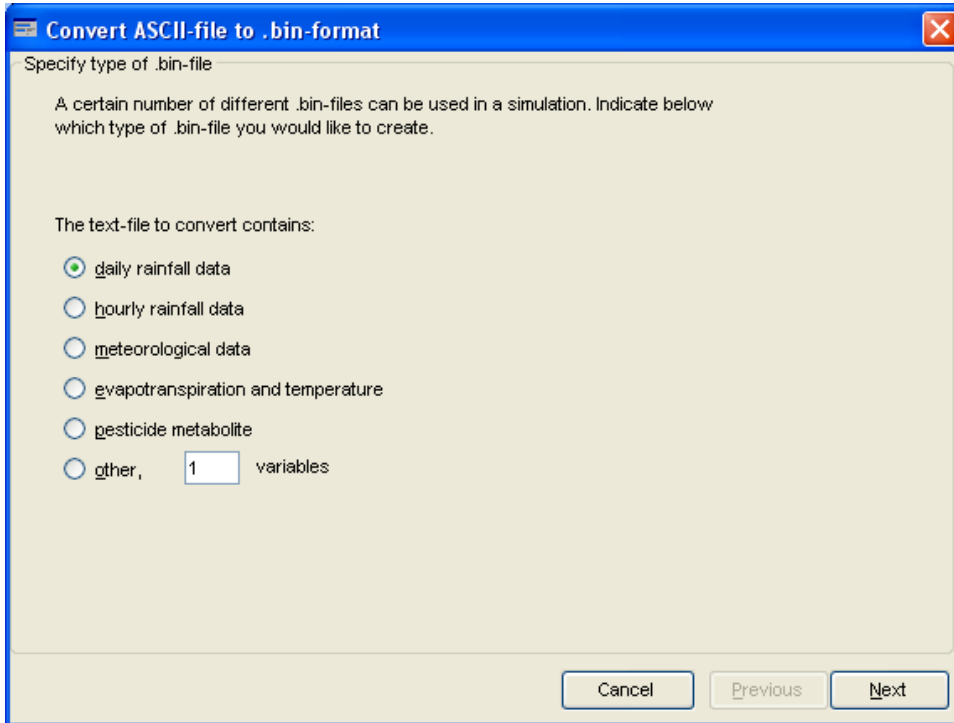 Convert ASCII-file to .bin-format
Specify type of .bin-file
A certain number of different .bin-files can be used in a simulation. Indicate below
which type of .bin-file you would like to create.
The text-file to convert contains:
daily rainfall data
hourly rainfall data
meteorological data
evapotranspiration and temperature
pesticide metabolite
other, 1 variables
Cancel Previous Next